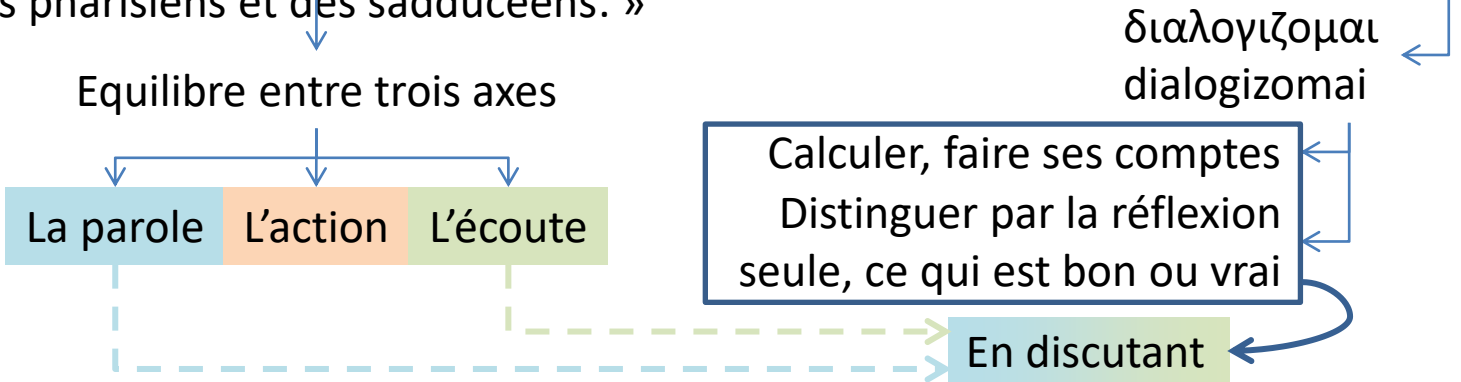 s pharisiens et des sadducéens. »
Equilibre entre trois axes
La parole L’action L’écoute
διαλογιζομαι
dialogizomai
Calculer, faire ses comptes
Distinguer par la réflexion
seule, ce qui est bon ou vrai
En discutant